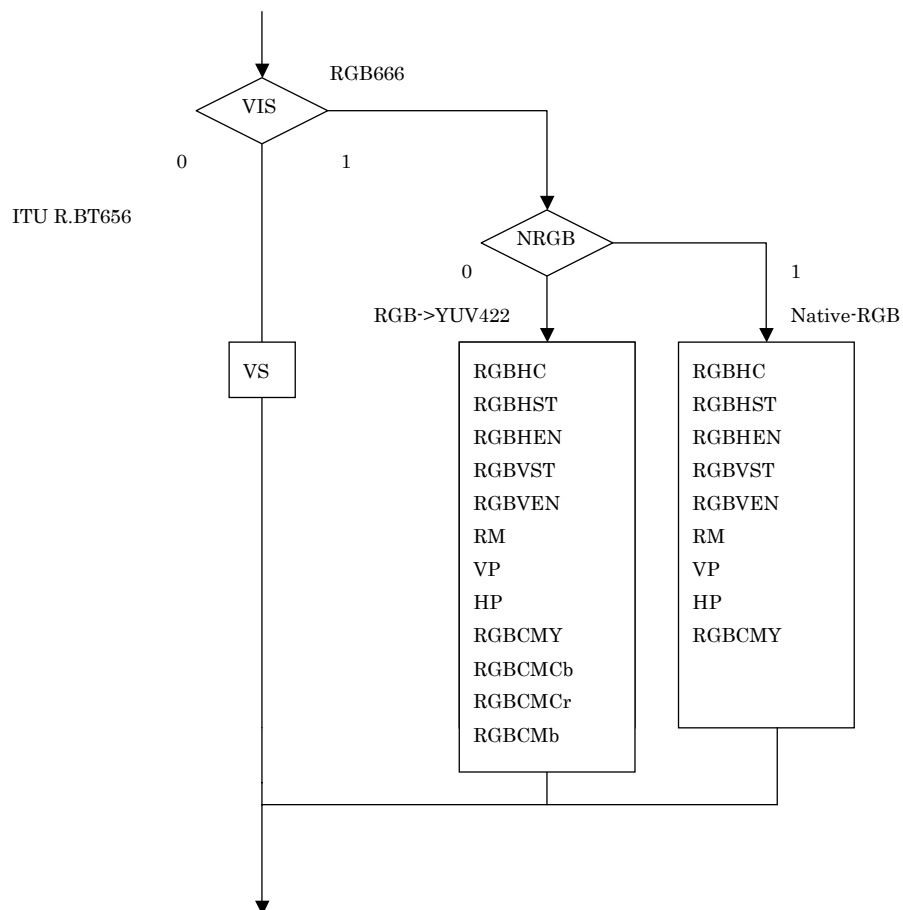 RGB666
VIS
0
1
ITU R.BT656
NRGB
0
1
RGB->YUV422
Native-RGB
VS
RGBHC
RGBHST
RGBHEN
RGBVST
RGBVEN
RM
VP
HP
RGBCMY
RGBCMCb
RGBCMCr
RGBCMb
RGBHC
RGBHST
RGBHEN
RGBVST
RGBVEN
RM
VP
HP
RGBCMY